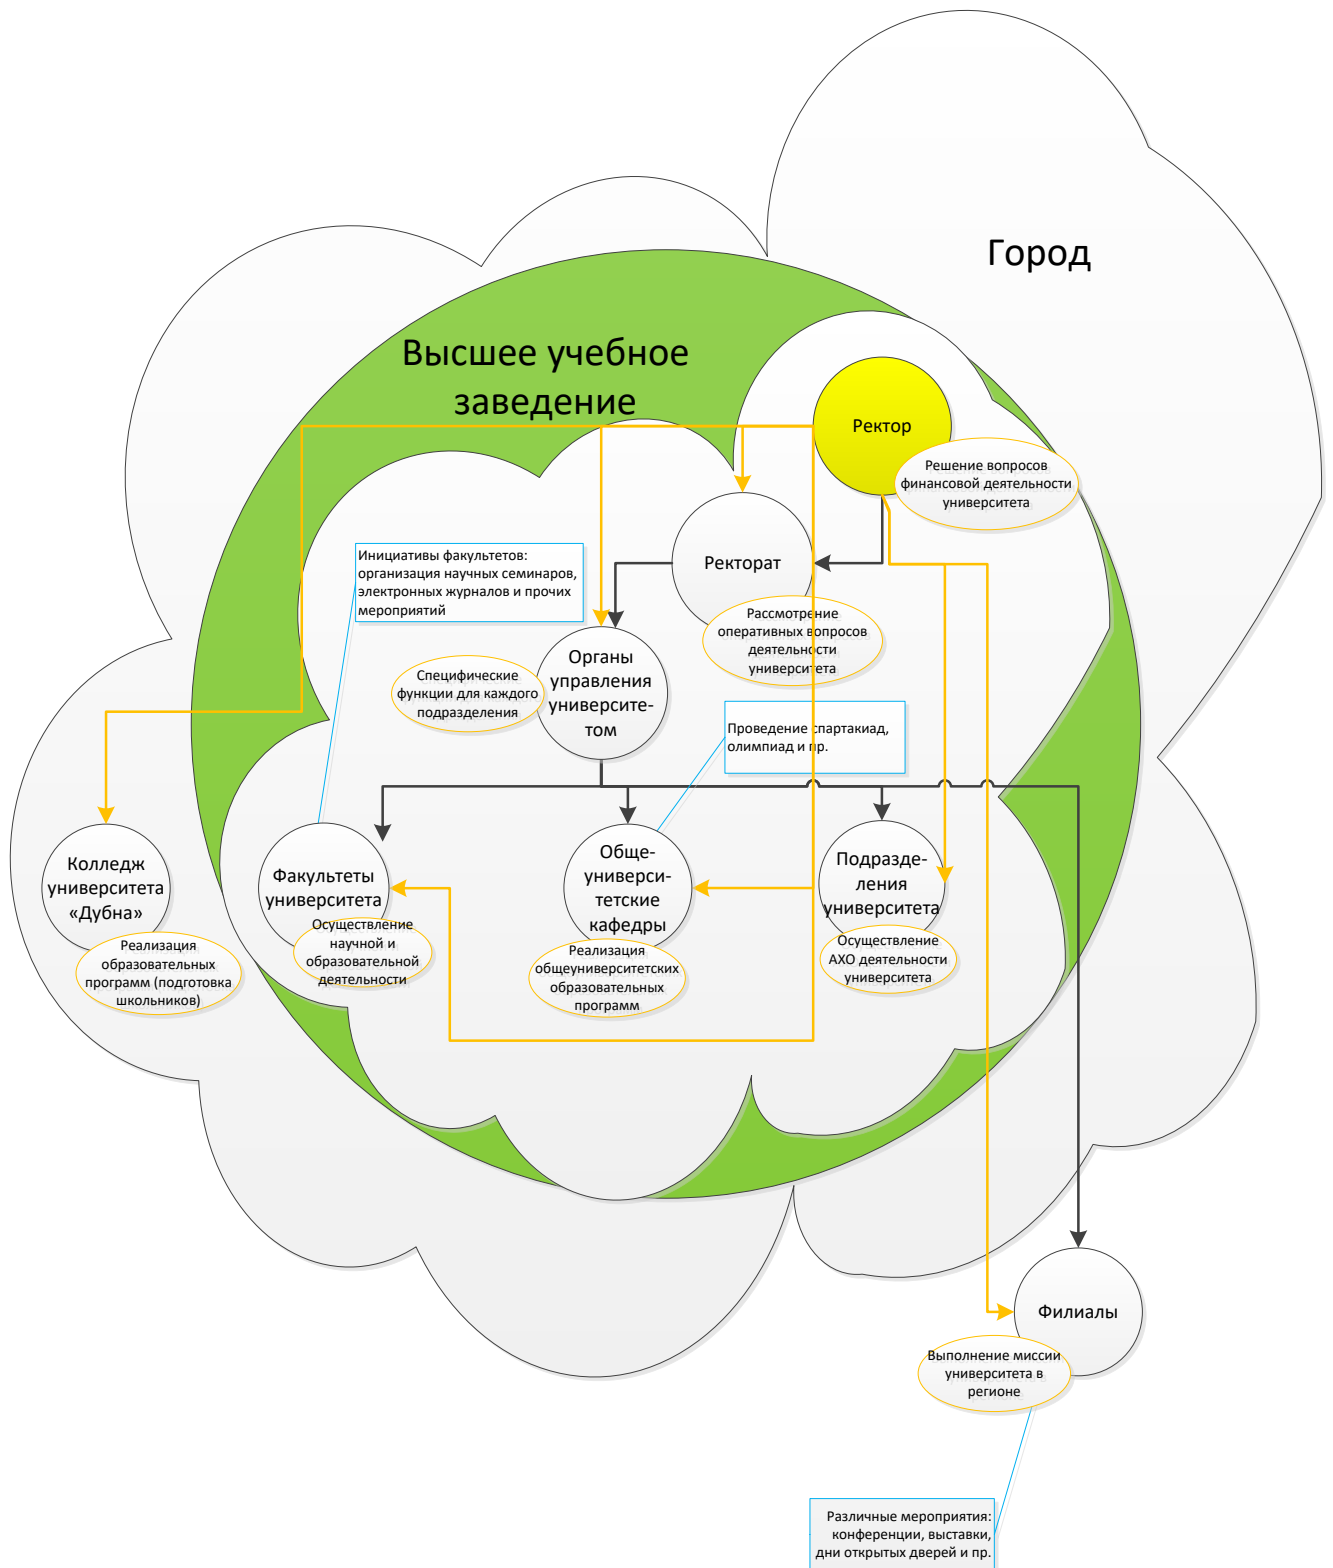 Город
Высшее учебное
заведение
Ректор
Решение вопросов
финансовой деятельности
университета
Ректорат
Рассмотрение
оперативных вопросов
деятельности
университета
Инициативы факультетов:
организация научных семинаров,
электронных журналов и прочих
мероприятий
Органы
управления
университе-
том
Специфические
функции для каждого
подразделения
Проведение спартакиад,
олимпиад и пр.
Колледж
университета
«Дубна»
Реализация
образовательных
программ (подготовка
школьников)
Факультеты
университета
Осуществление
научной и
образовательной
деятельности
Обще-
универси-
тетские
кафедры
Реализация
общеуниверситетских
образовательных
программ
Подразде-
ления
университета
Осуществление
АХО деятельности
университета
Филиалы
Выполнение миссии
университета в
регионе
Различные мероприятия:
конференции, выставки,
дни открытых дверей и пр.